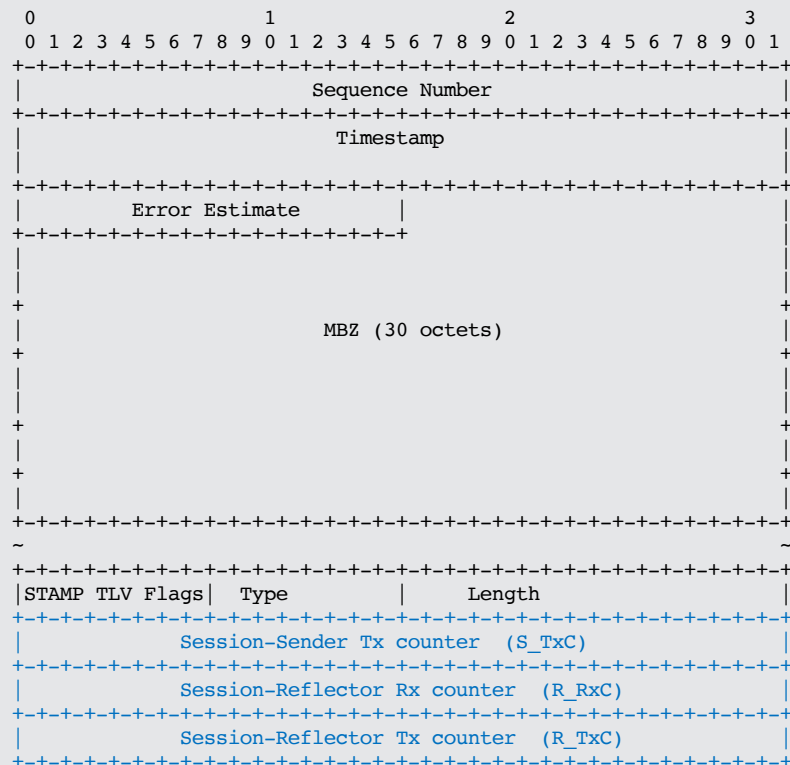 0                   1                   2                   3
 0 1 2 3 4 5 6 7 8 9 0 1 2 3 4 5 6 7 8 9 0 1 2 3 4 5 6 7 8 9 0 1
+-+-+-+-+-+-+-+-+-+-+-+-+-+-+-+-+-+-+-+-+-+-+-+-+-+-+-+-+-+-+-+-+
|                        Sequence Number                        |
+-+-+-+-+-+-+-+-+-+-+-+-+-+-+-+-+-+-+-+-+-+-+-+-+-+-+-+-+-+-+-+-+
|                          Timestamp                            |
|                                                               |
+-+-+-+-+-+-+-+-+-+-+-+-+-+-+-+-+-+-+-+-+-+-+-+-+-+-+-+-+-+-+-+-+
|         Error Estimate        |                               |
+-+-+-+-+-+-+-+-+-+-+-+-+-+-+-+-+                               |
|                                                               |
|                                                               |
+                                                               +
|                         MBZ (30 octets)                       |
+                                                               +
|                                                               |
|                                                               |
+                                                               +
|                                                               |
+                                                               +
|                                                               |
+-+-+-+-+-+-+-+-+-+-+-+-+-+-+-+-+-+-+-+-+-+-+-+-+-+-+-+-+-+-+-+-+
~                                                               ~
+-+-+-+-+-+-+-+-+-+-+-+-+-+-+-+-+-+-+-+-+-+-+-+-+-+-+-+-+-+-+-+-+
|STAMP TLV Flags|  Type         |     Length                    |
+-+-+-+-+-+-+-+-+-+-+-+-+-+-+-+-+-+-+-+-+-+-+-+-+-+-+-+-+-+-+-+-+
|             Session-Sender Tx counter  (S_TxC)                |
+-+-+-+-+-+-+-+-+-+-+-+-+-+-+-+-+-+-+-+-+-+-+-+-+-+-+-+-+-+-+-+-+
|             Session-Reflector Rx counter  (R_RxC)             |
+-+-+-+-+-+-+-+-+-+-+-+-+-+-+-+-+-+-+-+-+-+-+-+-+-+-+-+-+-+-+-+-+
|             Session-Reflector Tx counter  (R_TxC)             |
+-+-+-+-+-+-+-+-+-+-+-+-+-+-+-+-+-+-+-+-+-+-+-+-+-+-+-+-+-+-+-+-+